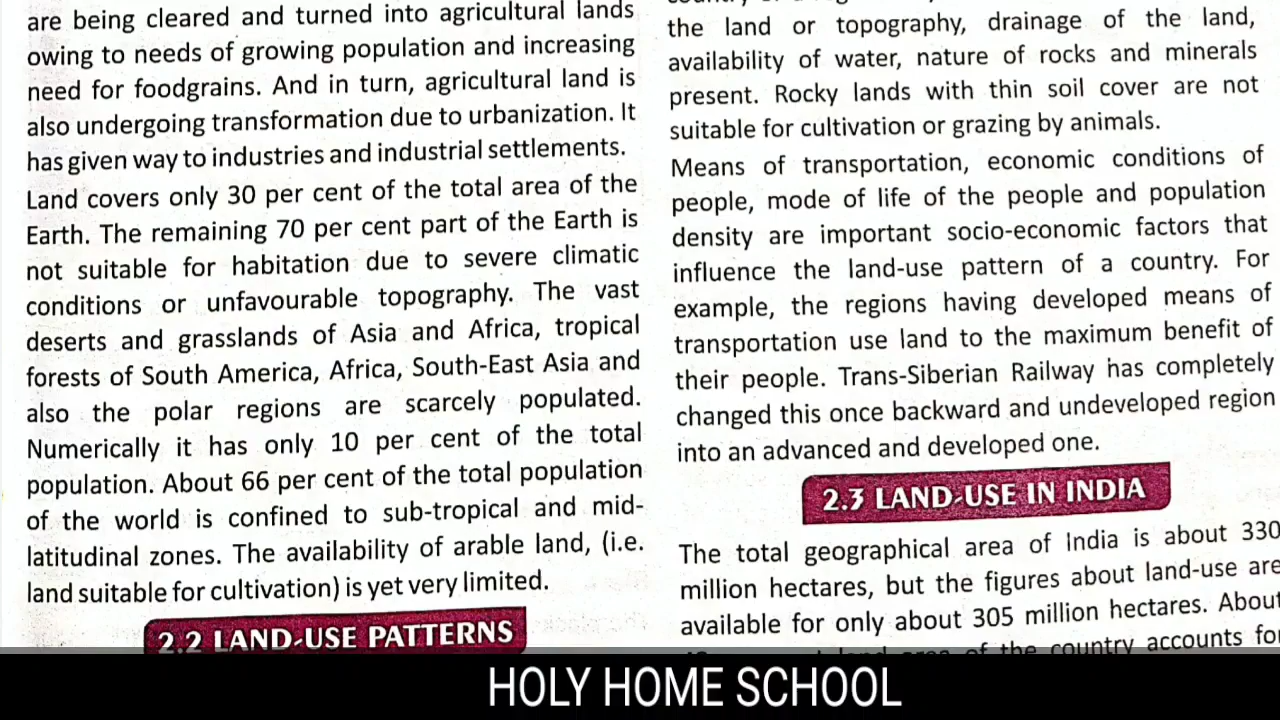 are being cleared and turned into agricultural lands
owing to needs of growing population and increasing
need for foodgrains. And in turn, agricultural land is
also undergoing transformation due to urbanization. It
has given way to industries and industrial settlements.
Land covers only 30 per cent of the total area of the
Earth. The remaining 70 per cent part of the Earth is
not suitable for habitation due to severe climatic
conditions or unfavourable topography. The vast
deserts and grasslands of Asia and Africa, tropical
forests of South America, Africa, South-East Asia and
also the polar regions are scarcely populated.
Numerically it has only 10 per cent of the total
population. About 66 per cent of the total population
of the world is confined to sub-tropical and mid-
latitudinal zones. The availability of arable land, (i.e.
land suitable for cultivation) is yet very limited.
2.2 LAND-USE PATTERNS
the land or topography, drainage of the land,
availability of water, nature of rocks and minerals
present. Rocky lands with thin soil cover are not
suitable for cultivation or grazing by animals.
Means of transportation, economic conditions of
people, mode of life of the people and population
density are important socio-economic factors that
influence the land-use pattern of a country. For
example, the regions having developed means of
transportation use land to the maximum benefit of
their people. Trans-Siberian Railway has completely
changed this once backward and undeveloped region
into an advanced and developed one.
2.3 LAND-USE IN INDIA
The total geographical area of India is about 330
million hectares, but the figures about land-use are
available for only about 305 million hectares. About
land area of the country accounts for
HOLY HOME SCHOOL